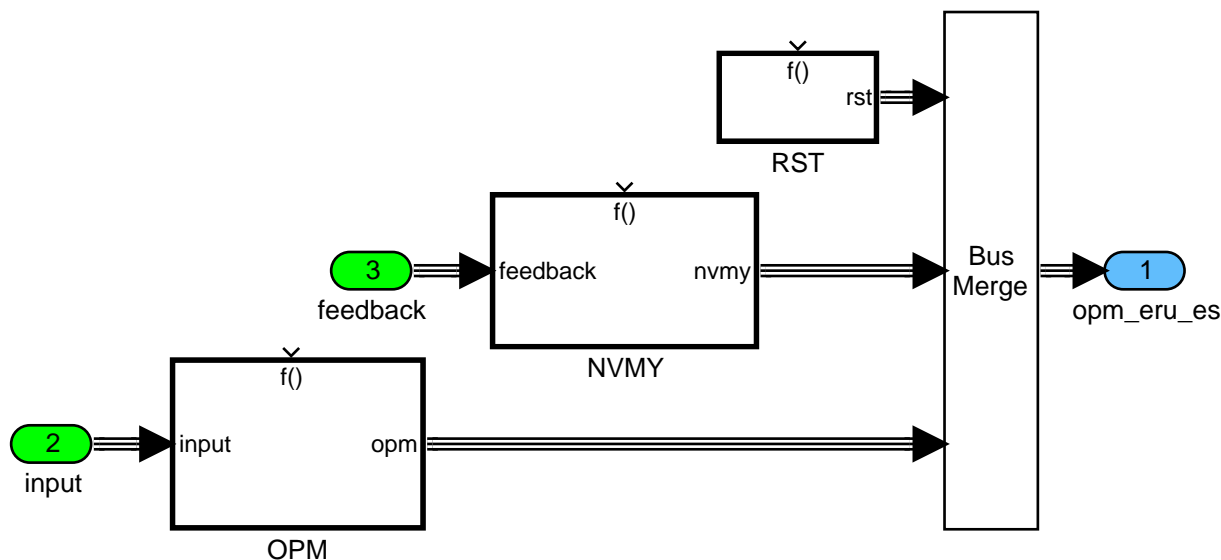 f()
rst
RST
f()
3
feedback
feedback
nvmy
NVMY
Bus
Merge
1
opm_eru_es
f()
2
input
input
opm
OPM